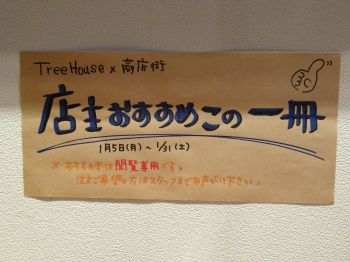 TreeHouse × 商店街
店主おすすめこの一冊
1月5日(月)～1/31(土)
※おすすめ本は閲覧専用です。
注文ご希望の方はスタッフまでお声がけ下さい。